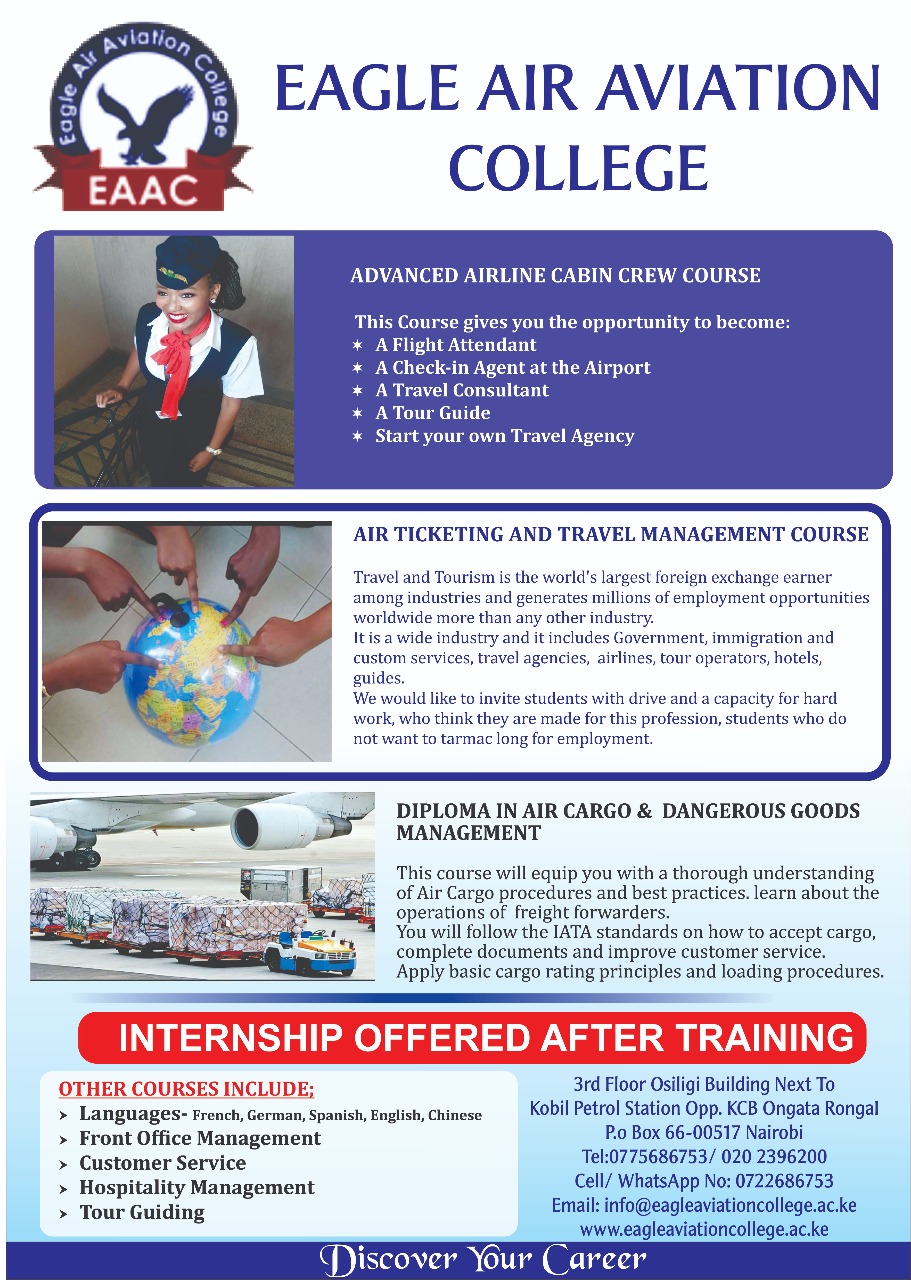 Eagle Air Aviation College
EAAC
EAGLE AIR AVIATION
COLLEGE
ADVANCED AIRLINE CABIN CREW COURSE
This Course gives you the opportunity to become:
✶ A Flight Attendant
✶ A Check-in Agent at the Airport
✶ A Travel Consultant
✶ A Tour Guide
✶ Start your own Travel Agency
AIR TICKETING AND TRAVEL MANAGEMENT COURSE
Travel and Tourism is the world's largest foreign exchange earner
among industries and generates millions of employment opportunities
worldwide more than any other industry.
It is a wide industry and it includes Government, immigration and
custom services, travel agencies, airlines, tour operators, hotels,
guides.
We would like to invite students with drive and a capacity for hard
work, who think they are made for this profession, students who do
not want to tarmac long for employment.
DIPLOMA IN AIR CARGO & DANGEROUS GOODS
MANAGEMENT
This course will equip you with a thorough understanding
of Air Cargo procedures and best practices. learn about the
operations of freight forwarders.
You will follow the IATA standards on how to accept cargo,
complete documents and improve customer service.
Apply basic cargo rating principles and loading procedures.
INTERNSHIP OFFERED AFTER TRAINING
OTHER COURSES INCLUDE;
➢ Languages- French, German, Spanish, English, Chinese
➢ Front Office Management
➢ Customer Service
➢ Hospitality Management
➢ Tour Guiding
3rd Floor Osiligi Building Next To
Kobil Petrol Station Opp. KCB Ongata Rongal
P.o Box 66-00517 Nairobi
Tel:0775686753/ 020 2396200
Cell/ WhatsApp No: 0722686753
Email: info@eagleaviationcollege.ac.ke
www.eagleaviationcollege.ac.ke
Discover Your Career